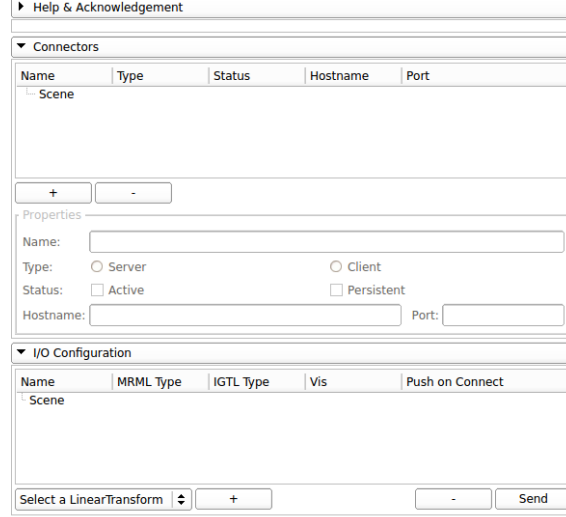 Help & Acknowledgement
Connectors
Name Type Status Hostname Port
Scene
+ -
Properties
Name:
Type: Server Client
Status: Active Persistent
Hostname: Port:
I/O Configuration
Name MRML Type IGTL Type Vis Push on Connect
Scene
Select a LinearTransform + - Send